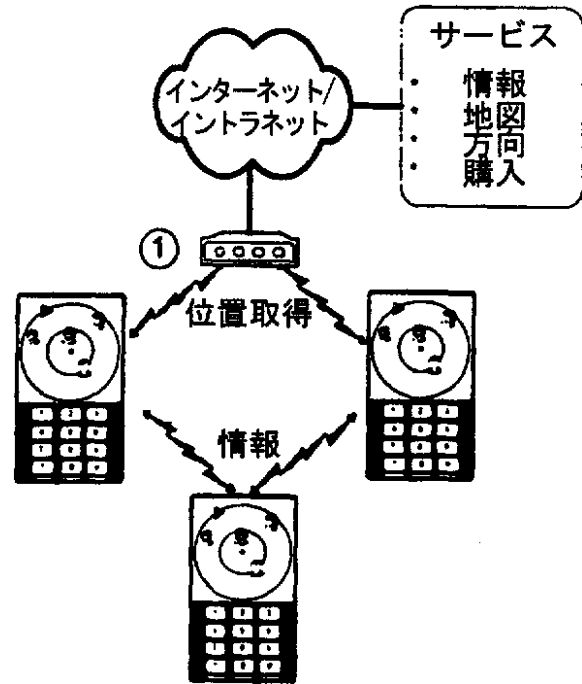 サービス
・ 情報
・ 地図
・ 方向
・ 購入
インターネット/
イントラネット
①
位置取得
情報